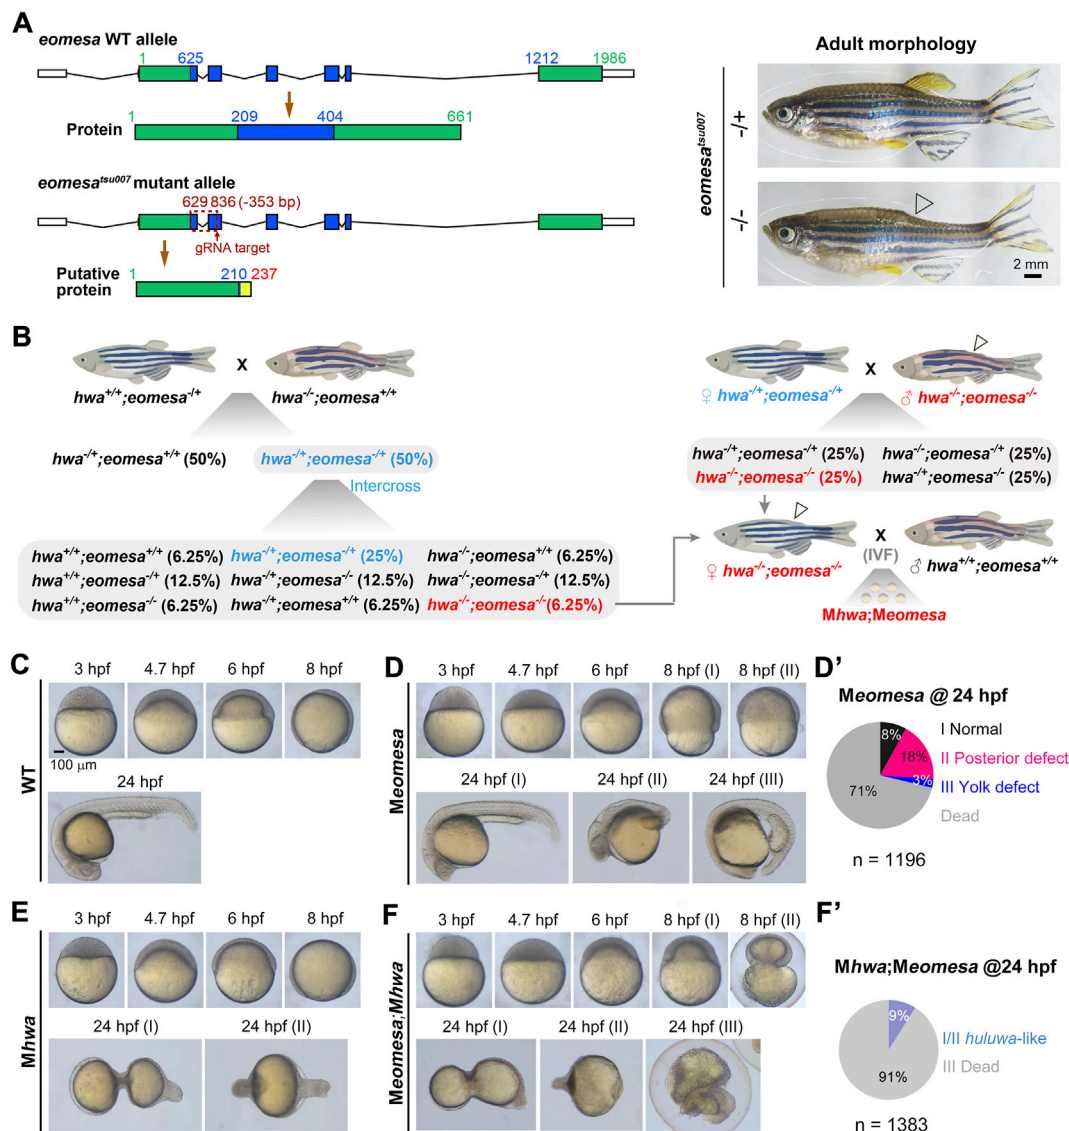 A
eomesa WT allele
1 625 1212 1986
Protein
1 209 404 661
eomesa^tsu007 mutant allele
629 836 (-353 bp)
gRNA target
Putative protein
1 210 237
Adult morphology
eomesa^tsu007
-/+
-/-
2 mm
B
X
hwa+/+;eomesa-/+ hwa-/-;eomesa+/+
hwa-/+;eomesa+/+ (50%) hwa-/+;eomesa-/+ (50%)
Intercross
hwa+/+;eomesa+/+ (6.25%) hwa-/+;eomesa-/+ (25%) hwa-/-;eomesa+/+ (6.25%)
hwa+/+;eomesa-/+ (12.5%) hwa-/+;eomesa-/- (12.5%) hwa-/-;eomesa-/+ (12.5%)
hwa+/+;eomesa-/- (6.25%) hwa-/+;eomesa+/+ (6.25%) hwa-/-;eomesa-/-(6.25%)
X
♀ hwa-/+;eomesa-/+ ♂ hwa-/-;eomesa-/-
hwa-/+;eomesa-/+ (25%) hwa-/-;eomesa-/+ (25%)
hwa-/-;eomesa-/- (25%) hwa-/+;eomesa-/- (25%)
X
(IVF)
♀ hwa-/-;eomesa-/- ♂ hwa+/+;eomesa+/+
Mhwa;Meomesa
C
WT
3 hpf 4.7 hpf 6 hpf 8 hpf
100 µm
24 hpf
D
Meomesa
3 hpf 4.7 hpf 6 hpf 8 hpf (I) 8 hpf (II)
24 hpf (I) 24 hpf (II) 24 hpf (III)
D’
Meomesa @ 24 hpf
8%
18%
3%
71%
I Normal
II Posterior defect
III Yolk defect
Dead
n = 1196
E
Mhwa
3 hpf 4.7 hpf 6 hpf 8 hpf
24 hpf (I) 24 hpf (II)
F
Meomesa;Mhwa
3 hpf 4.7 hpf 6 hpf 8 hpf (I) 8 hpf (II)
24 hpf (I) 24 hpf (II) 24 hpf (III)
F’
Mhwa;Meomesa @24 hpf
9%
91%
I/II huluwa-like
III Dead
n = 1383